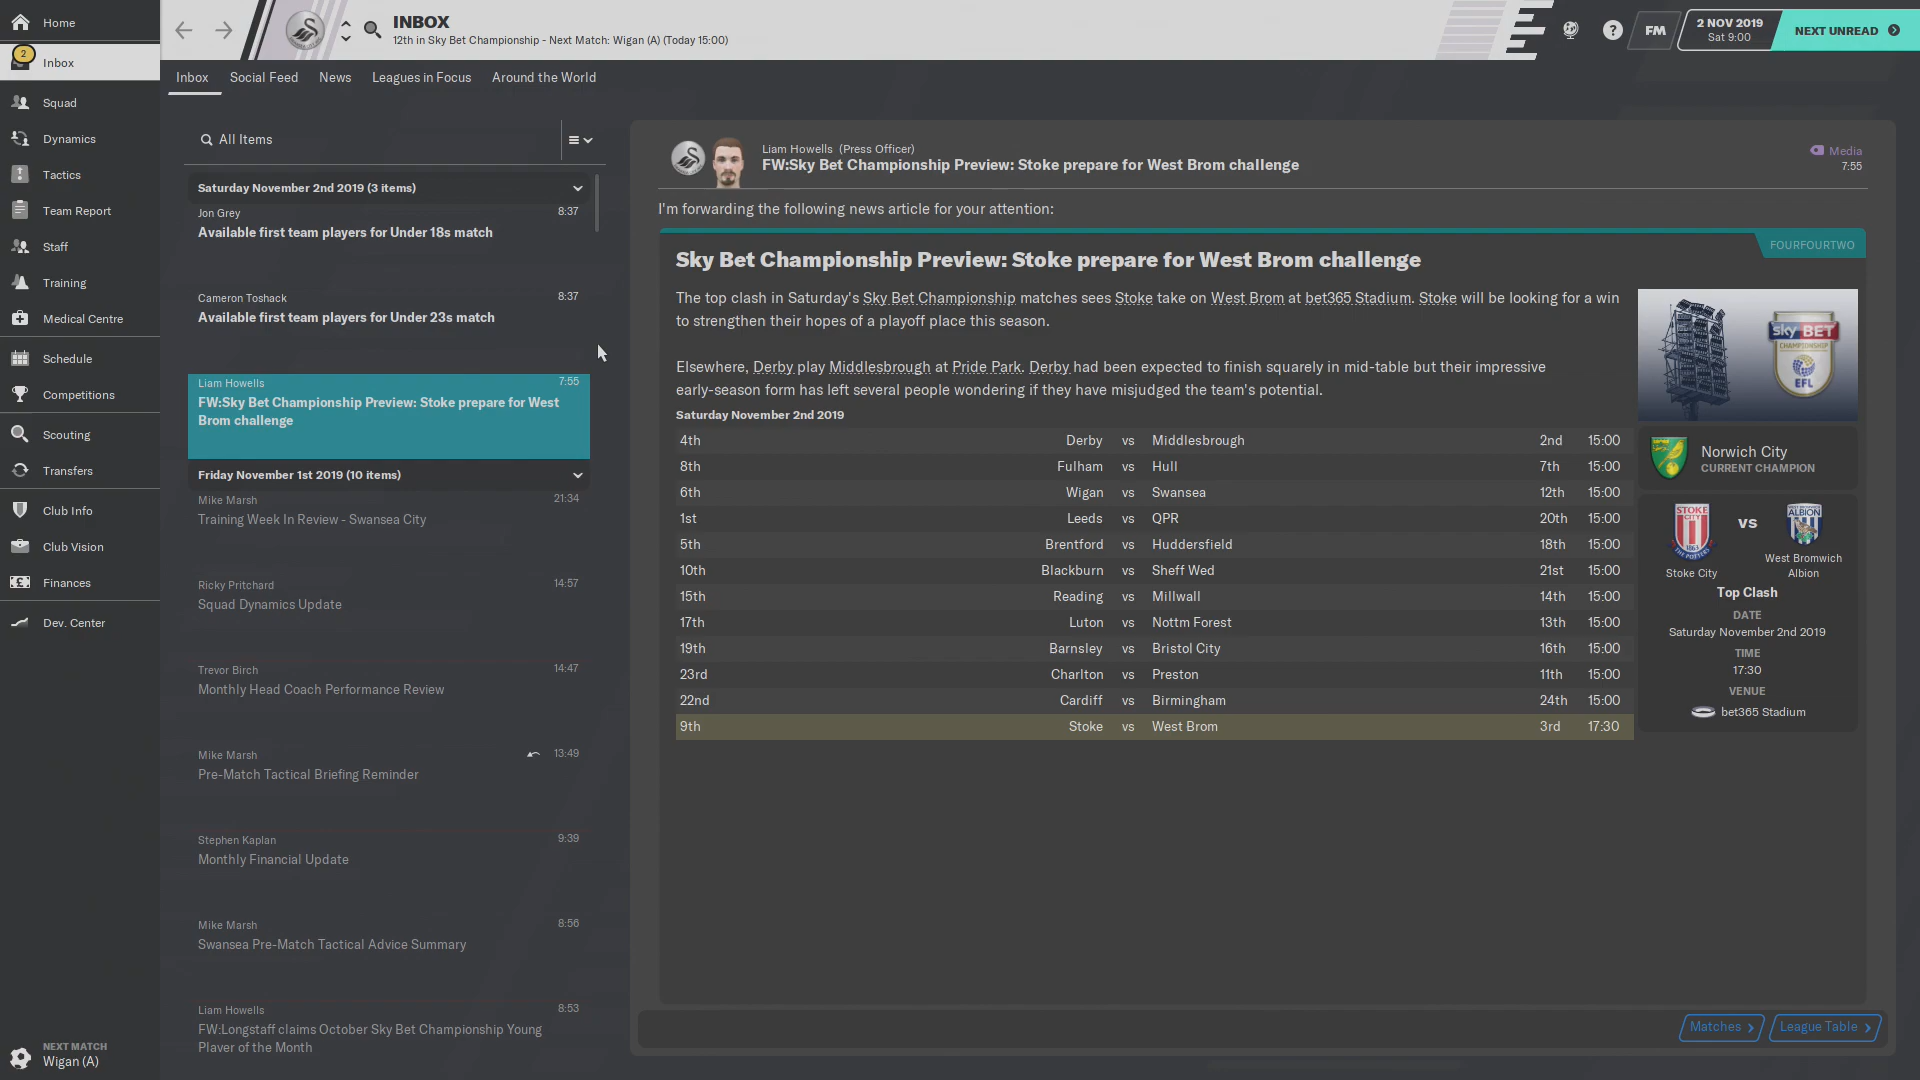 Home
2
Inbox
Squad
Dynamics
Tactics
Team Report
Staff
Training
Medical Centre
Schedule
Competitions
Scouting
Transfers
Club Info
Club Vision
Finances
Dev. Center
NEXT MATCH
Wigan (A)
INBOX
12th in Sky Bet Championship - Next Match: Wigan (A) (Today 15:00)
?
FM
2 NOV 2019
Sat 9:00
NEXT UNREAD
Inbox Social Feed News Leagues in Focus Around the World
All Items
Saturday November 2nd 2019 (3 items)
Jon Grey 8:37
Available first team players for Under 18s match
Cameron Toshack 8:37
Available first team players for Under 23s match
Liam Howells 7:55
FW:Sky Bet Championship Preview: Stoke prepare for West
Brom challenge
Friday November 1st 2019 (10 items)
Mike Marsh 21:34
Training Week In Review - Swansea City
Ricky Pritchard 14:57
Squad Dynamics Update
Trevor Birch 14:47
Monthly Head Coach Performance Review
Mike Marsh 13:49
Pre-Match Tactical Briefing Reminder
Stephen Kaplan 9:39
Monthly Financial Update
Mike Marsh 8:56
Swansea Pre-Match Tactical Advice Summary
Liam Howells 8:53
FW:Longstaff claims October Sky Bet Championship Young
Player of the Month
Liam Howells (Press Officer)
FW:Sky Bet Championship Preview: Stoke prepare for West Brom challenge
Media
7:55
I'm forwarding the following news article for your attention:
FOURFOURTWO
Sky Bet Championship Preview: Stoke prepare for West Brom challenge
The top clash in Saturday's Sky Bet Championship matches sees Stoke take on West Brom at bet365 Stadium. Stoke will be looking for a win
to strengthen their hopes of a playoff place this season.
Elsewhere, Derby play Middlesbrough at Pride Park. Derby had been expected to finish squarely in mid-table but their impressive
early-season form has left several people wondering if they have misjudged the team's potential.
Saturday November 2nd 2019
4th Derby vs Middlesbrough 2nd 15:00
8th Fulham vs Hull 7th 15:00
6th Wigan vs Swansea 12th 15:00
1st Leeds vs QPR 20th 15:00
5th Brentford vs Huddersfield 18th 15:00
10th Blackburn vs Sheff Wed 21st 15:00
15th Reading vs Millwall 14th 15:00
17th Luton vs Nottm Forest 13th 15:00
19th Barnsley vs Bristol City 16th 15:00
23rd Charlton vs Preston 11th 15:00
22nd Cardiff vs Birmingham 24th 15:00
9th Stoke vs West Brom 3rd 17:30
sky BET
CHAMPIONSHIP
EFL
Norwich City
CURRENT CHAMPION
STOKE
CITY
1863
THE POTTERS
VS
ALBION
Stoke City
West Bromwich
Albion
Top Clash
DATE
Saturday November 2nd 2019
TIME
17:30
VENUE
bet365 Stadium
Matches
League Table